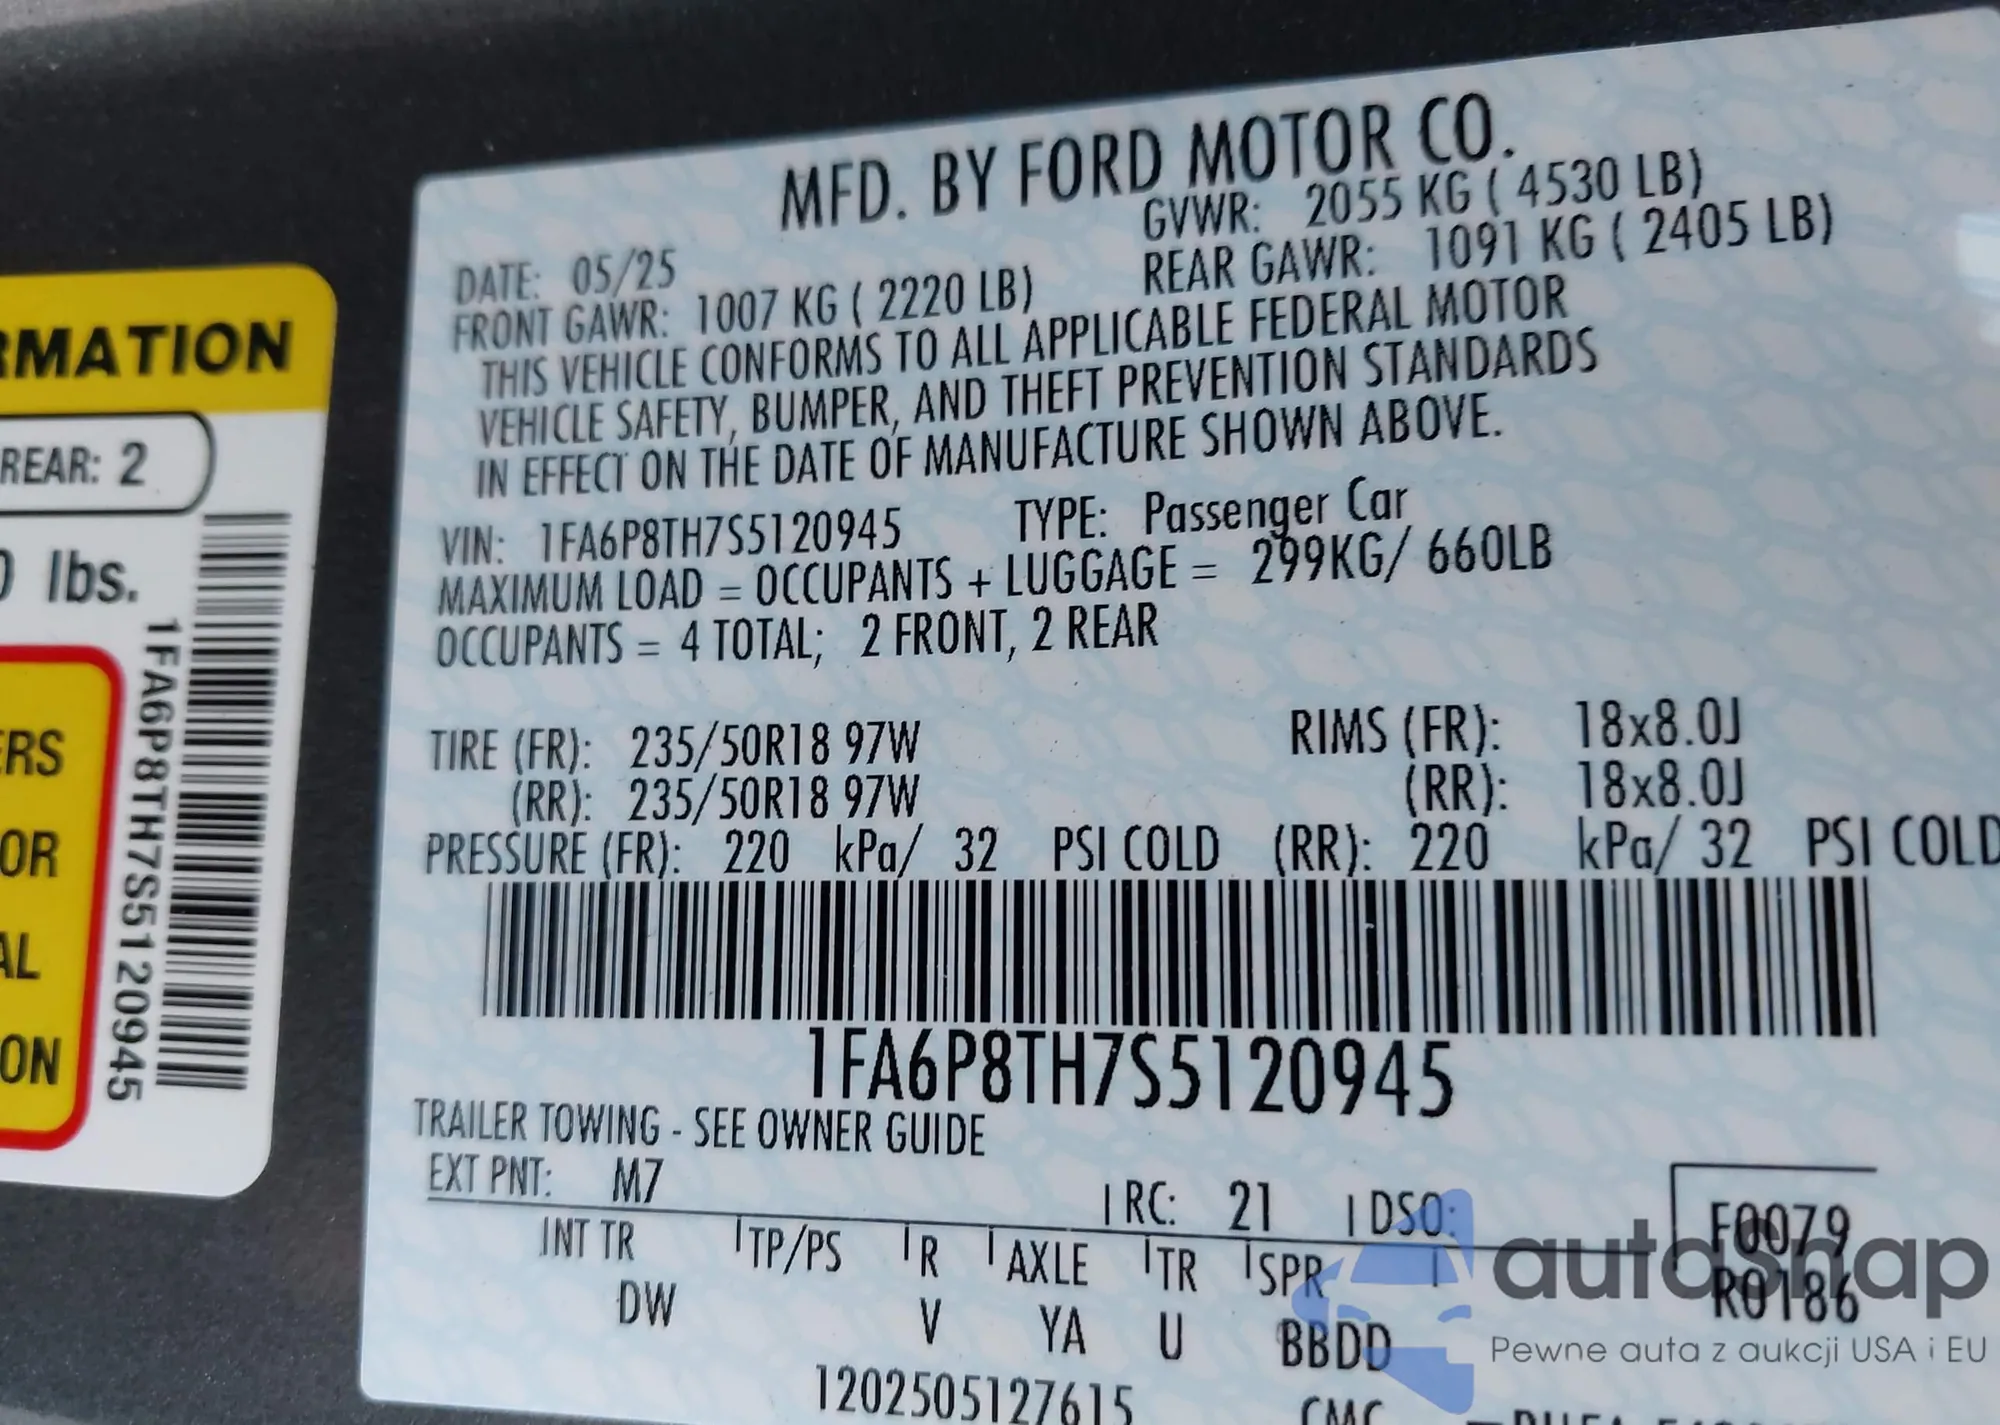 RMATION
REAR: 2
lbs.
ERS
OR
AL
ON
1FA6P8TH7S5120945
MFD. BY FORD MOTOR CO.
DATE: 05/25 GVWR: 2055 KG ( 4530 LB)
FRONT GAWR: 1007 KG ( 2220 LB) REAR GAWR: 1091 KG ( 2405 LB)
THIS VEHICLE CONFORMS TO ALL APPLICABLE FEDERAL MOTOR
VEHICLE SAFETY, BUMPER, AND THEFT PREVENTION STANDARDS
IN EFFECT ON THE DATE OF MANUFACTURE SHOWN ABOVE.
VIN: 1FA6P8TH7S5120945 TYPE: Passenger Car
MAXIMUM LOAD = OCCUPANTS + LUGGAGE = 299KG/ 660LB
OCCUPANTS = 4 TOTAL; 2 FRONT, 2 REAR
TIRE (FR): 235/50R18 97W RIMS (FR): 18x8.0J
(RR): 235/50R18 97W (RR): 18x8.0J
PRESSURE (FR): 220 kPa/ 32 PSI COLD (RR): 220 kPa/ 32 PSI COLD
1FA6P8TH7S5120945
TRAILER TOWING - SEE OWNER GUIDE
EXT PNT: M7 RC: 21 DSO: F0079
INT TR TP/PS R AXLE TR SPR R0186
DW V YA U BBDD
1202505127615 CMC
autoSnap
Pewne auta z aukcji USA i EU